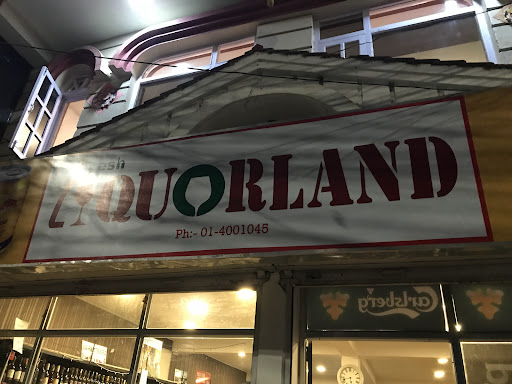 LIQUORLAND
Ph:- 01-4001045
Carlsberg